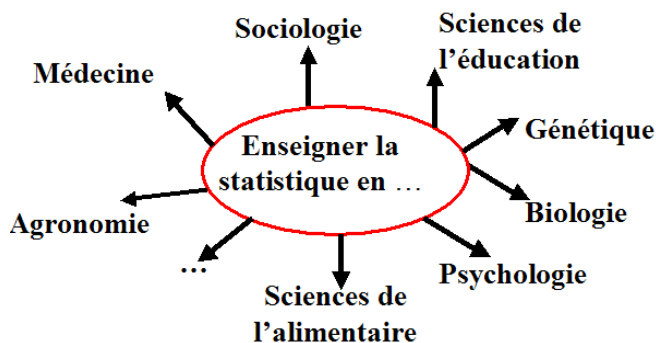 Sociologie
Sciences de
l'éducation
Médecine
Génétique
Enseigner la
statistique en …
Agronomie
Biologie
…
Psychologie
Sciences de
l'alimentaire